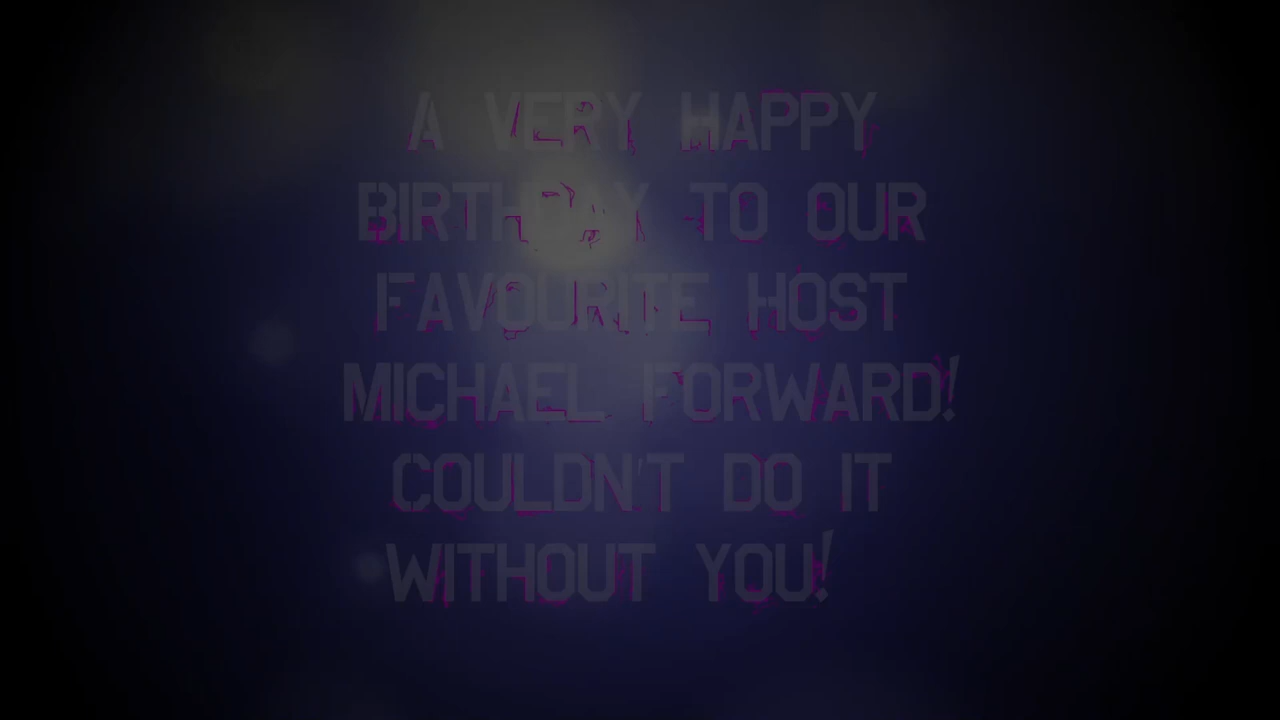 A VERY HAPPY
BIRTHDAY TO OUR
FAVOURITE HOST
MICHAEL FORWARD!
COULDN'T DO IT
WITHOUT YOU!